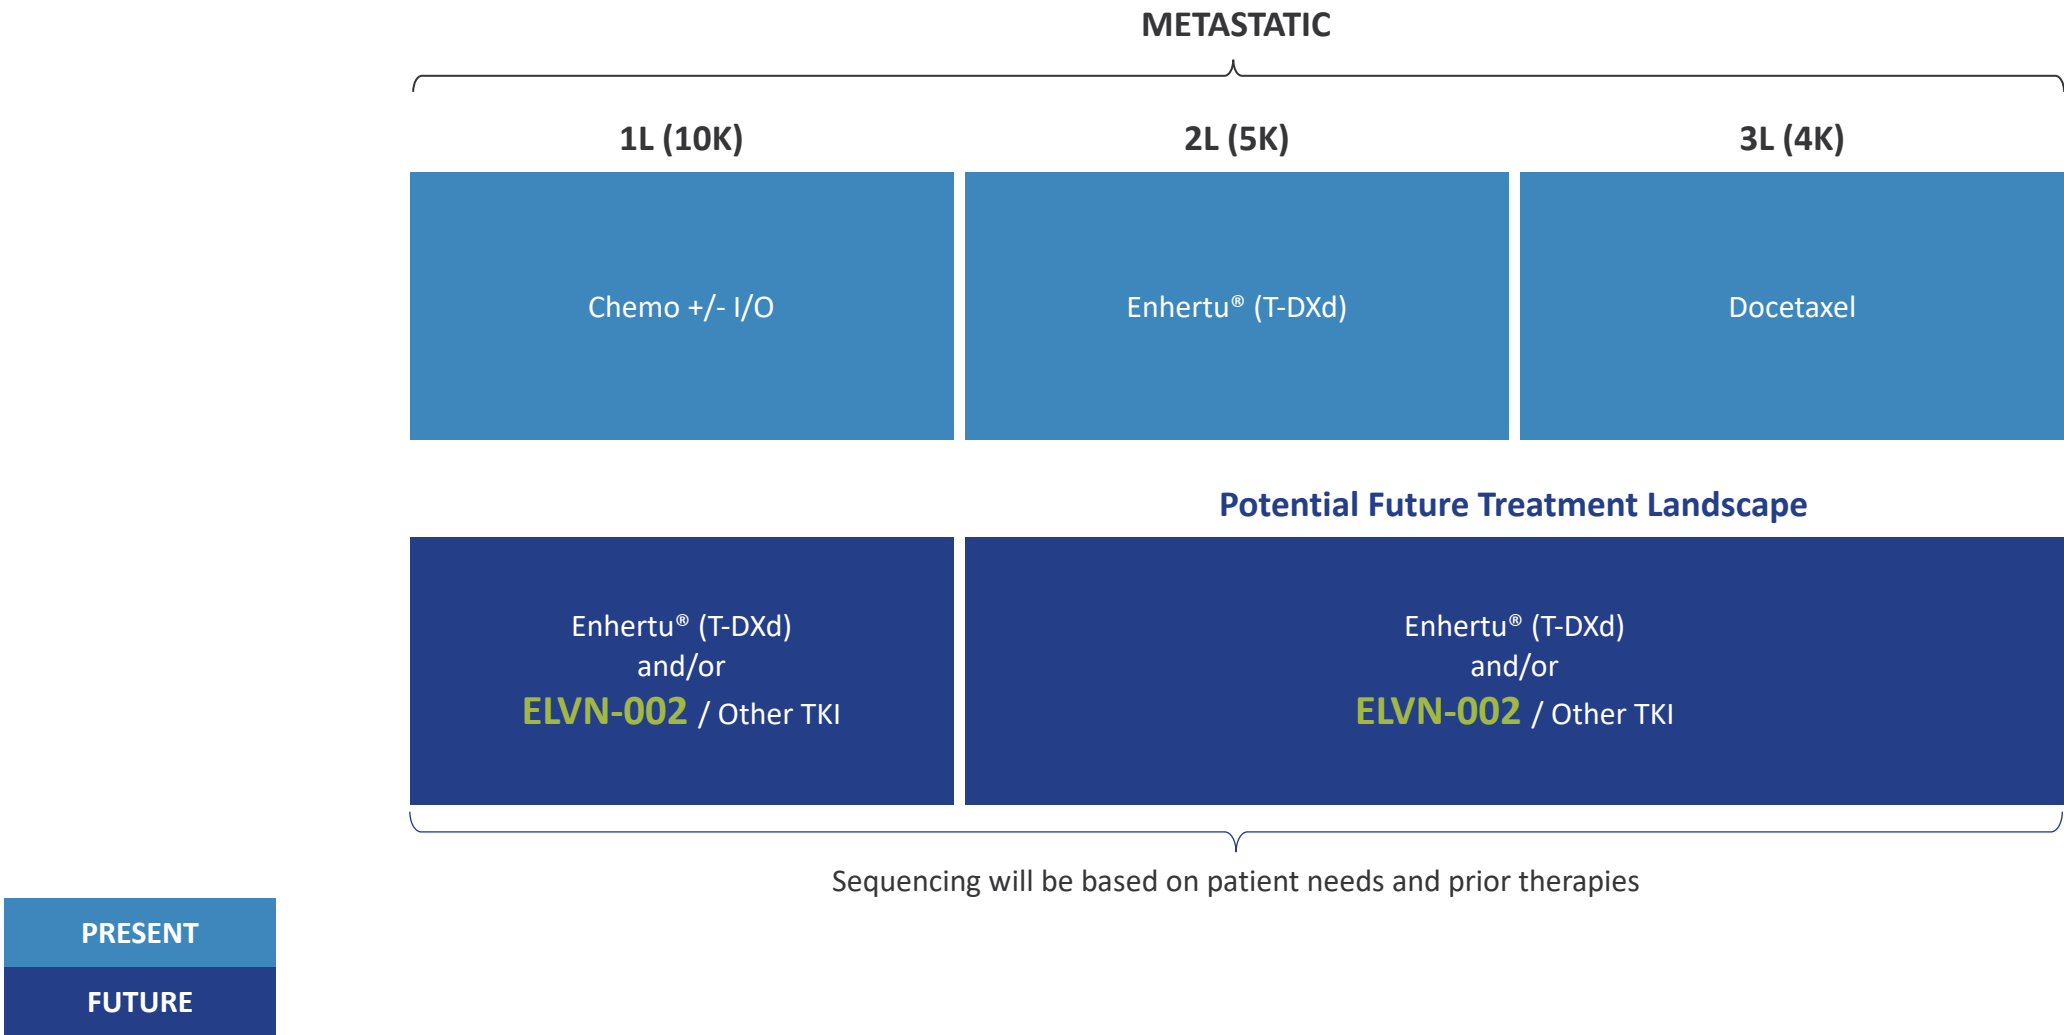 METASTATIC
1L (10K)
2L (5K)
3L (4K)
Chemo +/- I/O
Enhertu® (T-DXd)
Docetaxel
Potential Future Treatment Landscape
Enhertu® (T-DXd)
and/or
ELVN-002 / Other TKI
Enhertu® (T-DXd)
and/or
ELVN-002 / Other TKI
Sequencing will be based on patient needs and prior therapies
PRESENT
FUTURE